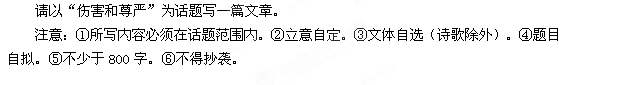 请以“伤害和尊严”为话题写一篇文章。
注意：①所写内容必须在话题范围内。②立意自定。③文体自选（诗歌除外）。④题目
自拟。⑤不少于 800 字。⑥不得抄袭。